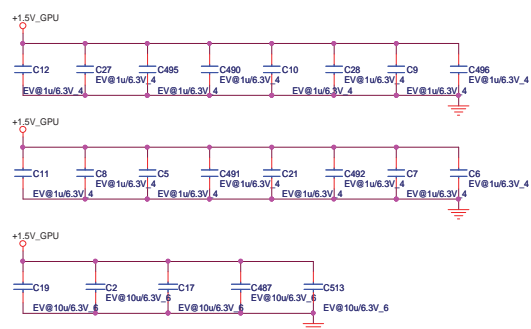 +1.5V_GPU
C12 C27 C495 C490 C10 C28 C9 C496
EV@1u/6.3V_4 EV@1u/6.3V_4 EV@1u/6.3V_4 EV@1u/6.3V_4
EV@1u/6.3V_4 EV@1u/6.3V_4 EV@1u/6.3V_4 EV@1u/6.3V_4
+1.5V_GPU
C11 C8 C5 C491 C21 C492 C7 C6
EV@1u/6.3V_4 EV@1u/6.3V_4 EV@1u/6.3V_4 EV@1u/6.3V_4
EV@1u/6.3V_4 EV@1u/6.3V_4 EV@1u/6.3V_4 EV@1u/6.3V_4
+1.5V_GPU
C19 C2 C17 C487 C513
EV@10u/6.3V_6 EV@10u/6.3V_6
EV@10u/6.3V_6 EV@10u/6.3V_6 EV@10u/6.3V_6